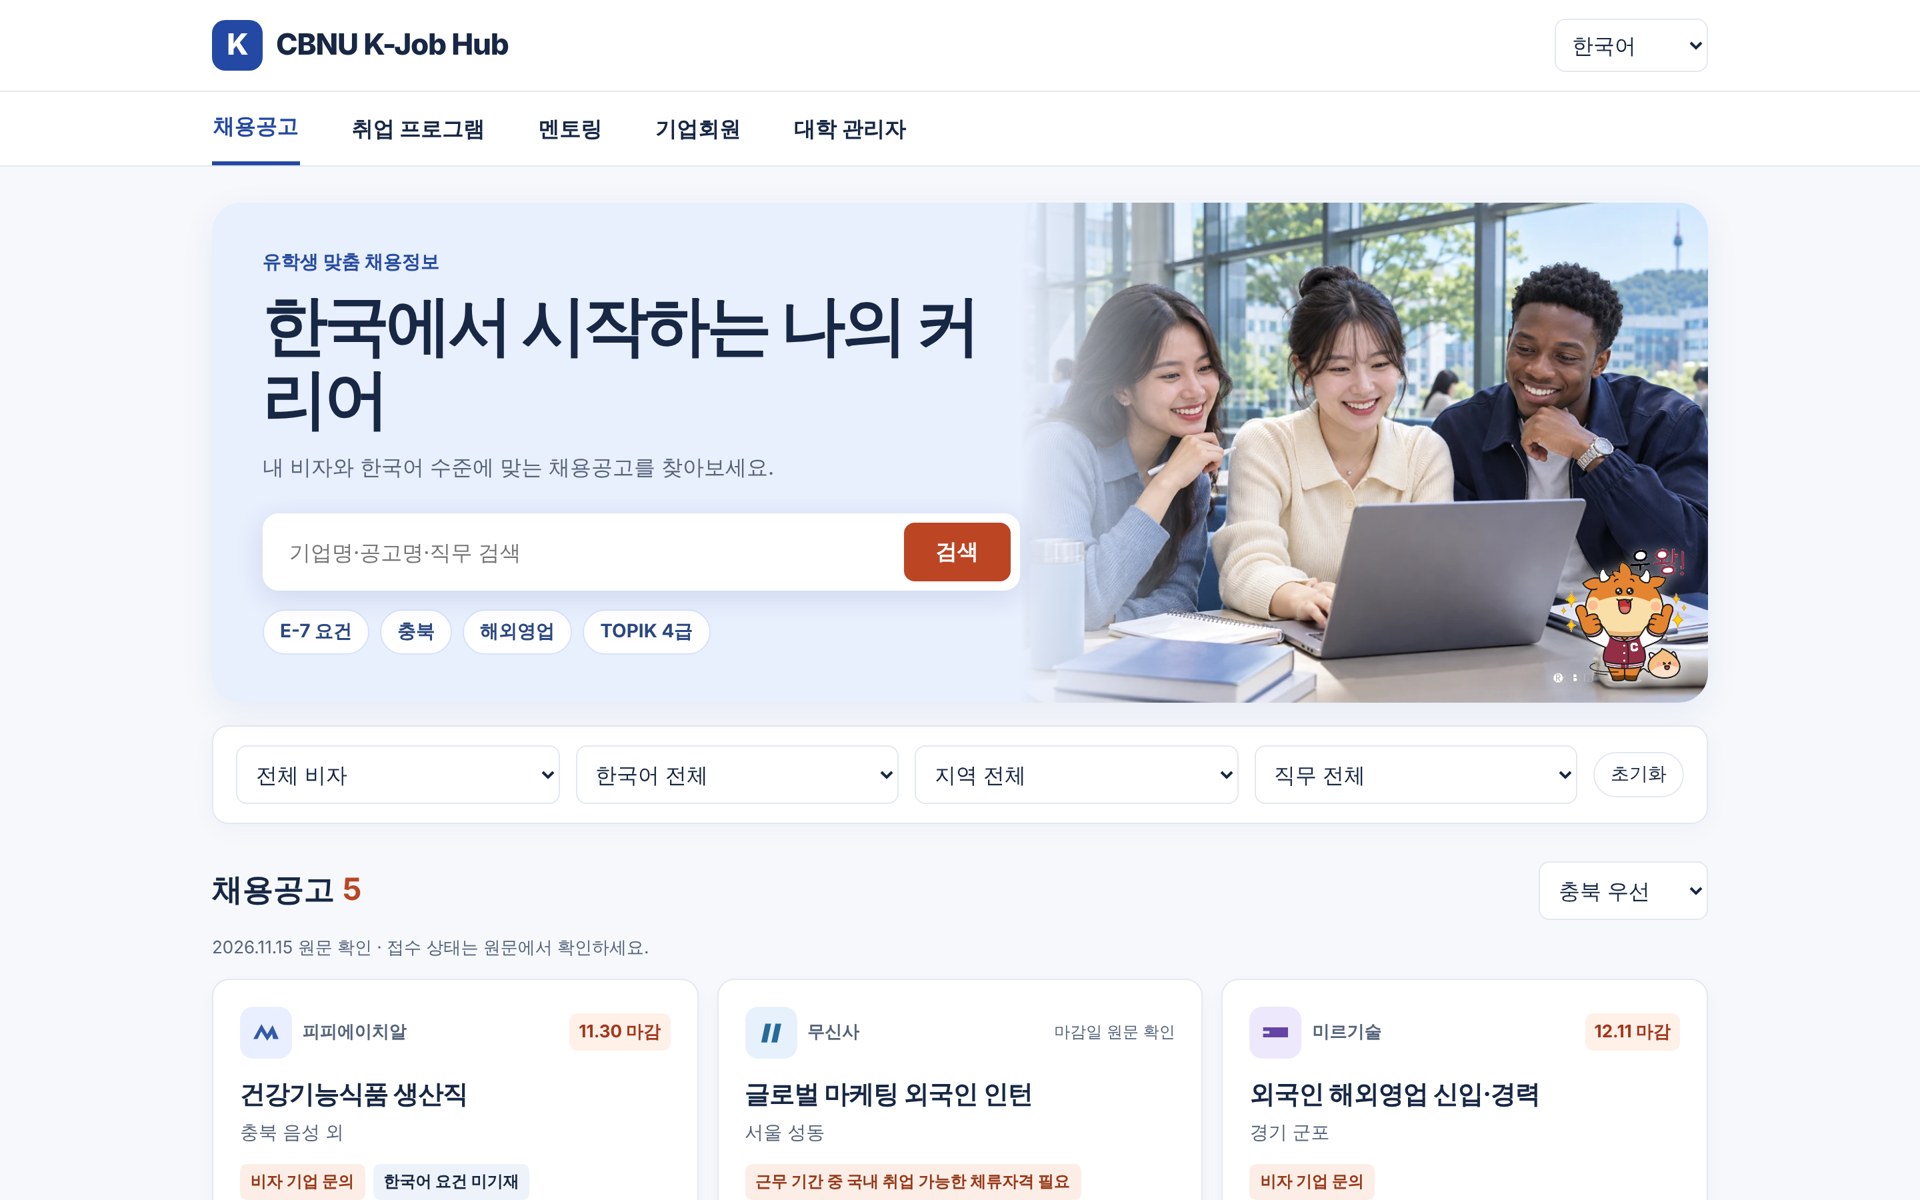 K CBNU K-Job Hub
한국어
채용공고 취업 프로그램 멘토링 기업회원 대학 관리자
유학생 맞춤 채용정보
한국에서 시작하는 나의 커
리어
내 비자와 한국어 수준에 맞는 채용공고를 찾아보세요.
기업명·공고명·직무 검색
검색
E-7 요건 충북 해외영업 TOPIK 4급
우왕!
C
전체 비자 한국어 전체 지역 전체 직무 전체 초기화
채용공고 5
충북 우선
2026.11.15 원문 확인 · 접수 상태는 원문에서 확인하세요.
피피에이치알 11.30 마감
건강기능식품 생산직
충북 음성 외
비자 기업 문의 한국어 요건 미기재
무신사 마감일 원문 확인
글로벌 마케팅 외국인 인턴
서울 성동
근무 기간 중 국내 취업 가능한 체류자격 필요
미르기술 12.11 마감
외국인 해외영업 신입·경력
경기 군포
비자 기업 문의